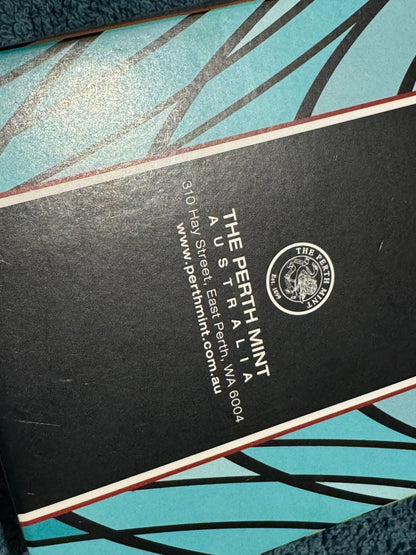 THE PERTH MINT
Est. 1899
THE PERTH MINT
AUSTRALIA
310 Hay Street, East Perth, WA 6004
www.perthmint.com.au